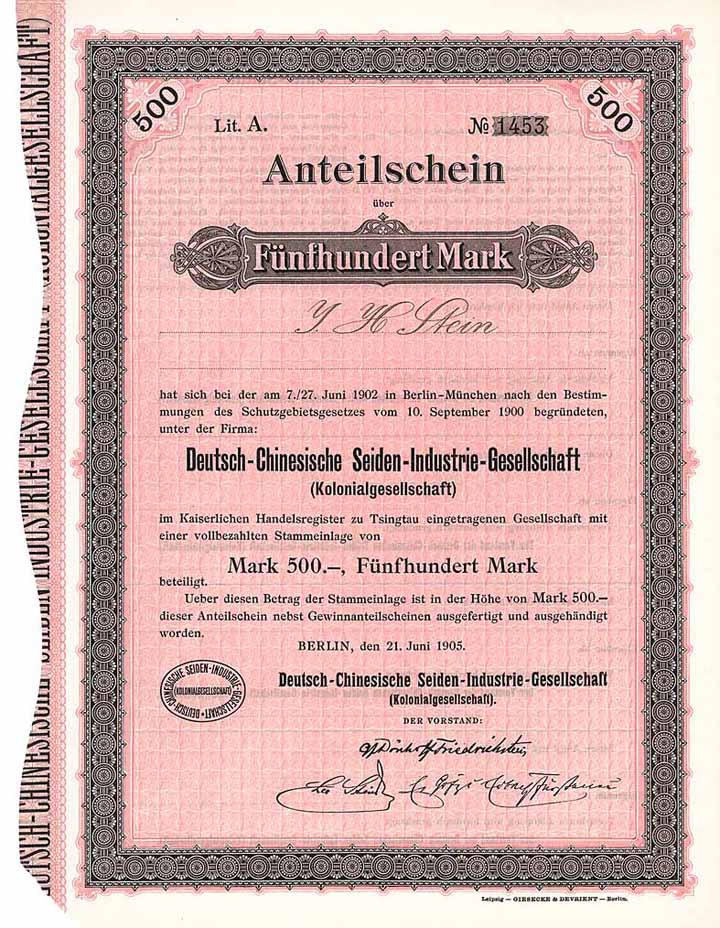 500
500
Lit. A.
№ 1453
Anteilschein
über
Fünfhundert Mark
J. H. Stein
hat sich bei der am 7./27. Juni 1902 in Berlin-München nach den Bestim-
mungen des Schutzgebietsgesetzes vom 10. September 1900 begründeten,
unter der Firma:
Deutsch-Chinesische Seiden-Industrie-Gesellschaft
(Kolonialgesellschaft)
im Kaiserlichen Handelsregister zu Tsingtau eingetragenen Gesellschaft mit
einer vollbezahlten Stammeinlage von
Mark 500.–, Fünfhundert Mark
beteiligt.
Ueber diesen Betrag der Stammeinlage ist in der Höhe von Mark 500.–
dieser Anteilschein nebst Gewinnanteilscheinen ausgefertigt und ausgehändigt
worden.
BERLIN, den 21. Juni 1905.
DEUTSCH-CHINESISCHE SEIDEN-INDUSTRIE-GESELLSCHAFT
(KOLONIALGESELLSCHAFT)
Deutsch-Chinesische Seiden-Industrie-Gesellschaft
(Kolonialgesellschaft).
DER VORSTAND:
Leipzig — GIESECKE & DEVRIENT — Berlin.